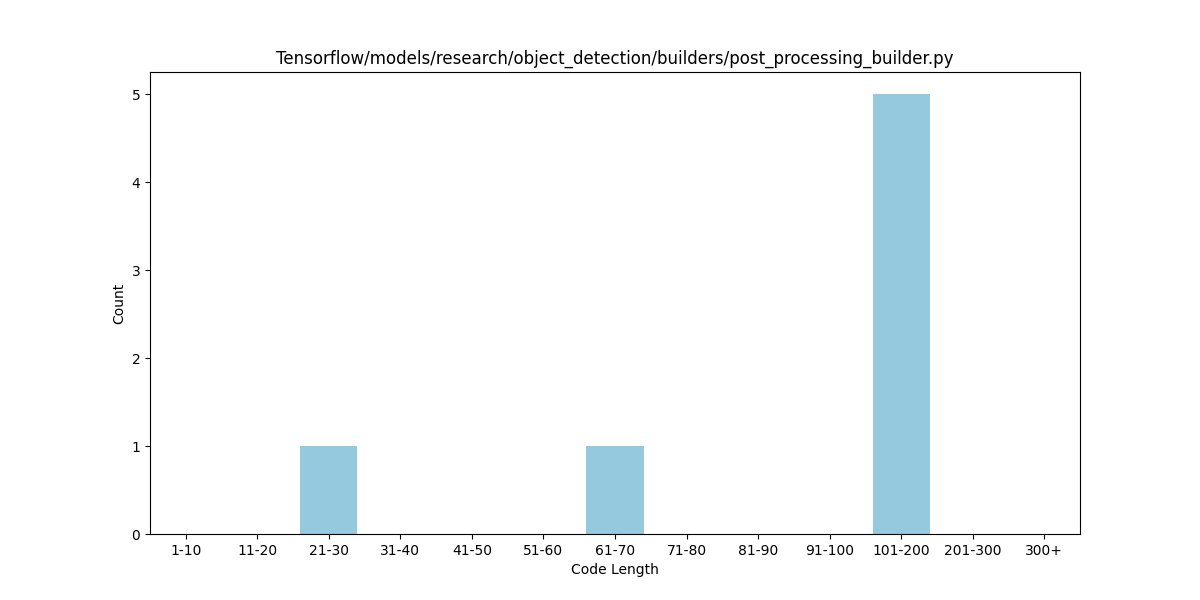 Tensorflow/models/research/object_detection/builders/post_processing_builder.py
Count
5
4
3
2
1
0
1-10 11-20 21-30 31-40 41-50 51-60 61-70 71-80 81-90 91-100 101-200 201-300 300+
Code Length